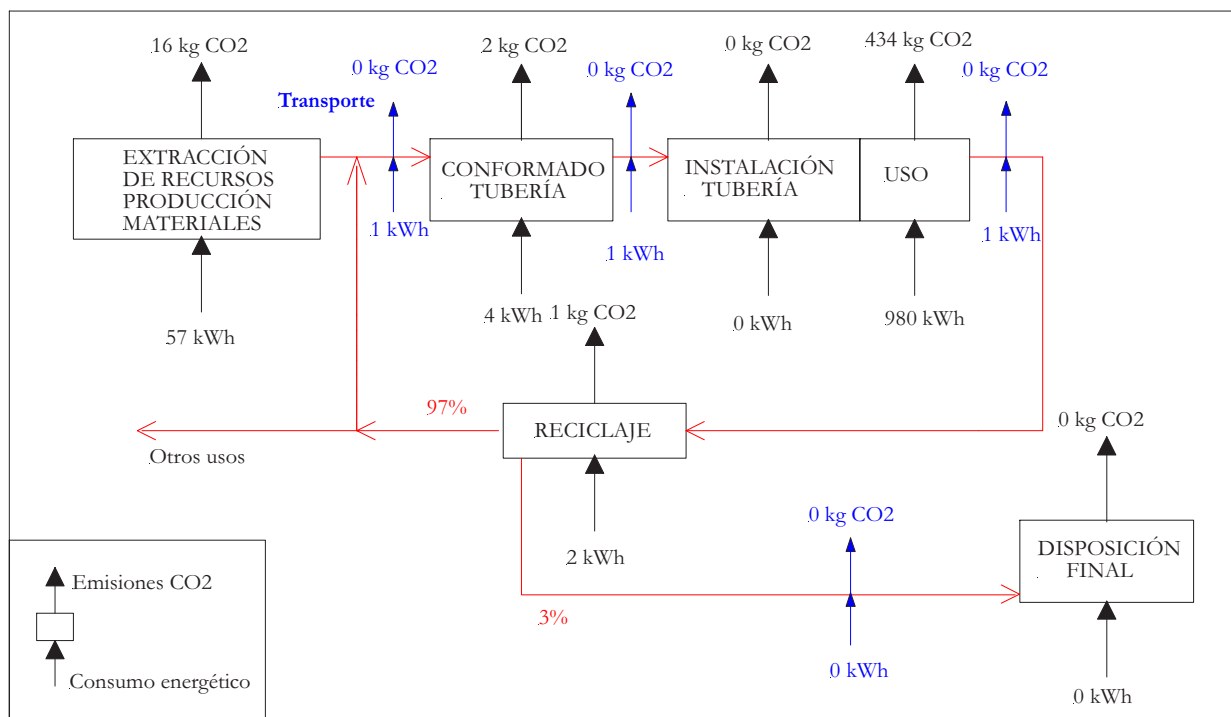 16 kg CO2
2 kg CO2
0 kg CO2
434 kg CO2
0 kg CO2
0 kg CO2
0 kg CO2
Transporte
EXTRACCIÓN
DE RECURSOS
PRODUCCIÓN
MATERIALES
CONFORMADO
TUBERÍA
INSTALACIÓN
TUBERÍA
USO
1 kWh
1 kWh
1 kWh
57 kWh
4 kWh
0 kWh
980 kWh
1 kg CO2
97%
RECICLAJE
Otros usos
0 kg CO2
2 kWh
0 kg CO2
DISPOSICIÓN
FINAL
3%
0 kWh
0 kWh
Emisiones CO2
Consumo energético